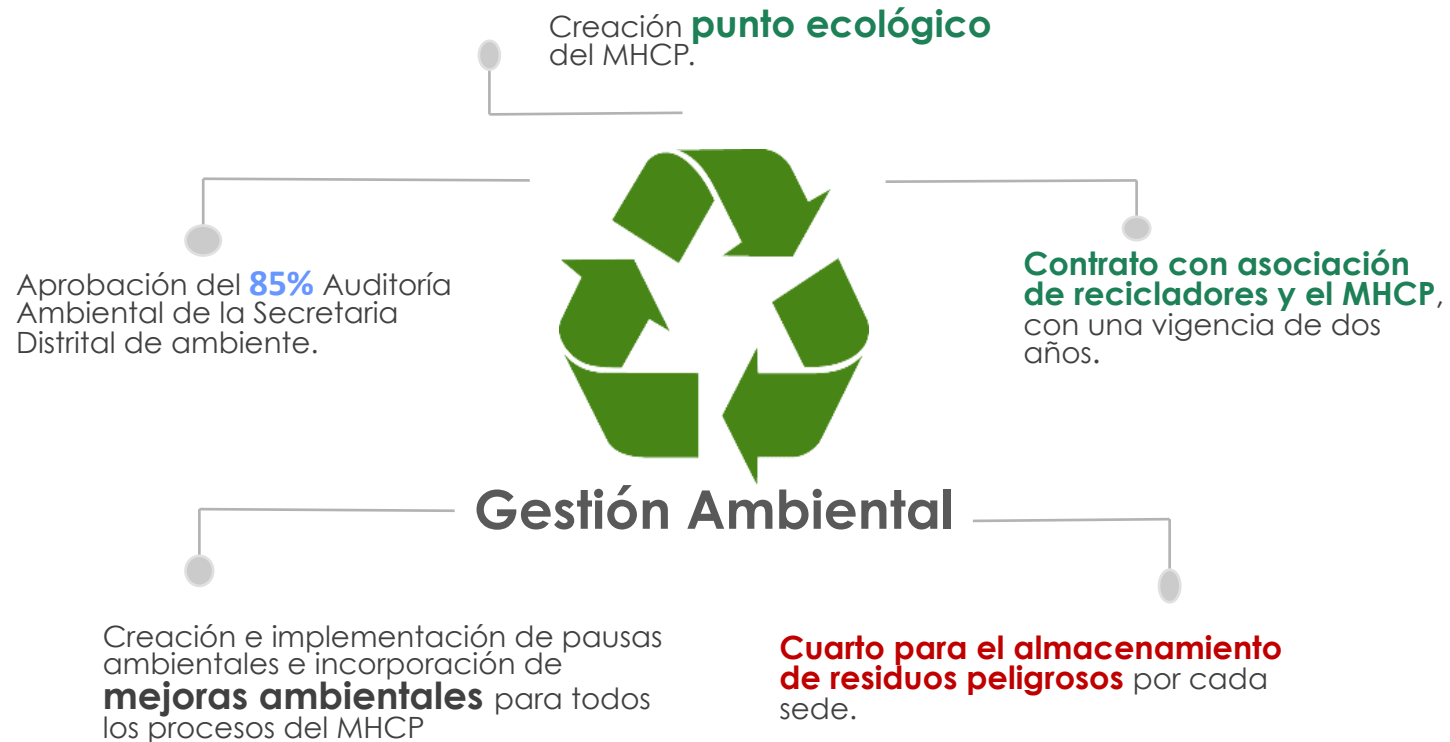 Creación punto ecológico
del MHCP.
Aprobación del 85% Auditoría
Ambiental de la Secretaria
Distrital de ambiente.
Contrato con asociación
de recicladores y el MHCP,
con una vigencia de dos
años.
Gestión Ambiental
Creación e implementación de pausas
ambientales e incorporación de
mejoras ambientales para todos
los procesos del MHCP
Cuarto para el almacenamiento
de residuos peligrosos por cada
sede.